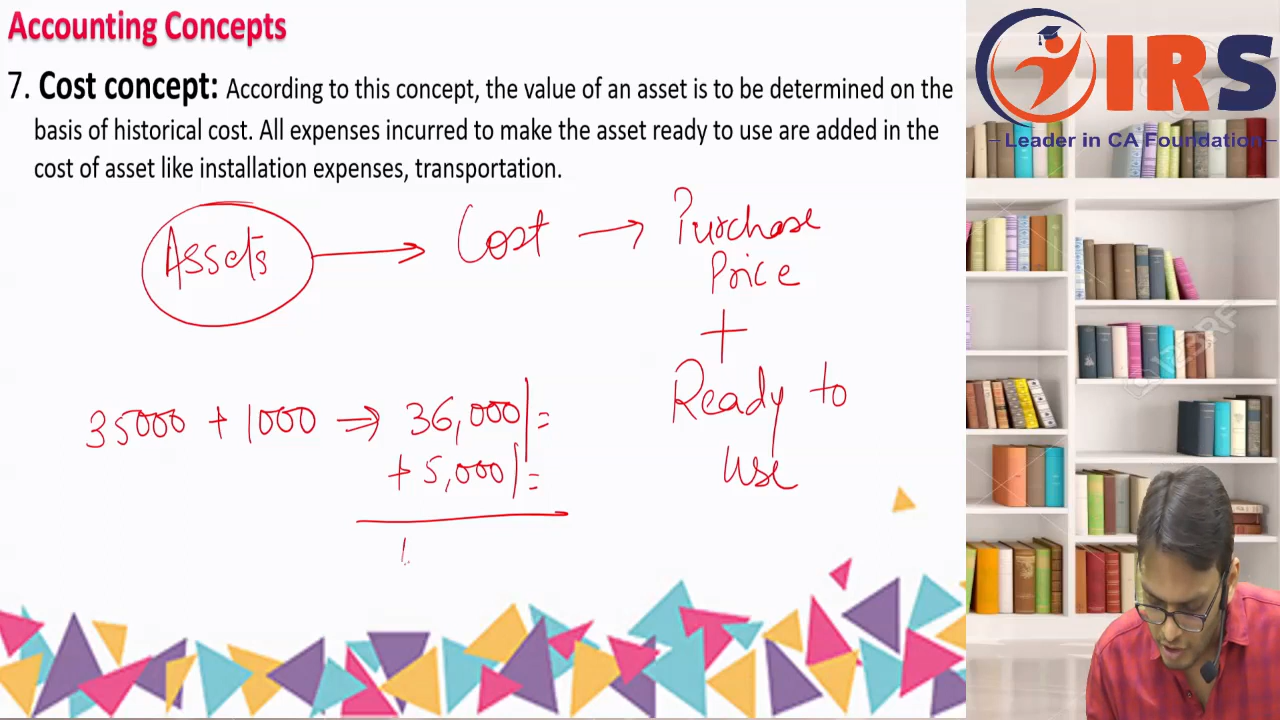 Accounting Concepts
7. Cost concept: According to this concept, the value of an asset is to be determined on the
basis of historical cost. All expenses incurred to make the asset ready to use are added in the
cost of asset like installation expenses, transportation.
Assets → Cost → Purchase
Price
+
Ready to
use
35000 + 1000 ⇒ 36,000/=
+ 5,000/=
IRS
-Leader in CA Foundation-
123RF